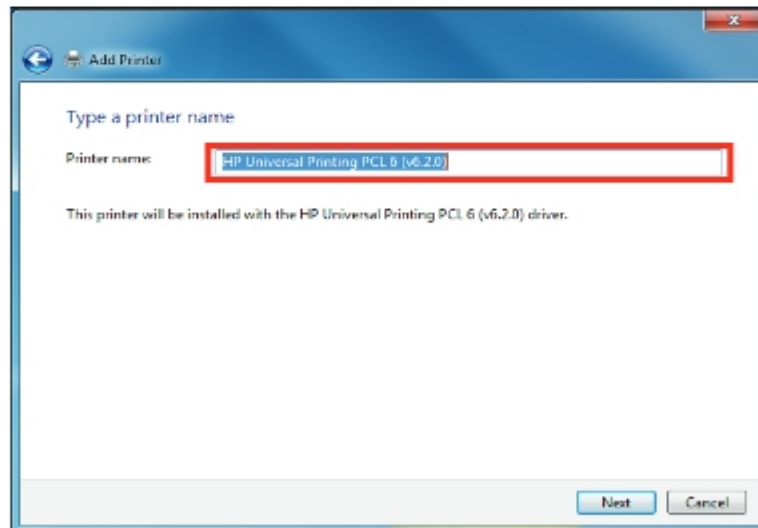 Add Printer
Type a printer name
Printer name: HP Universal Printing PCL 6 (v6.2.0)
This printer will be installed with the HP Universal Printing PCL 6 (v6.2.0) driver.
Next Cancel